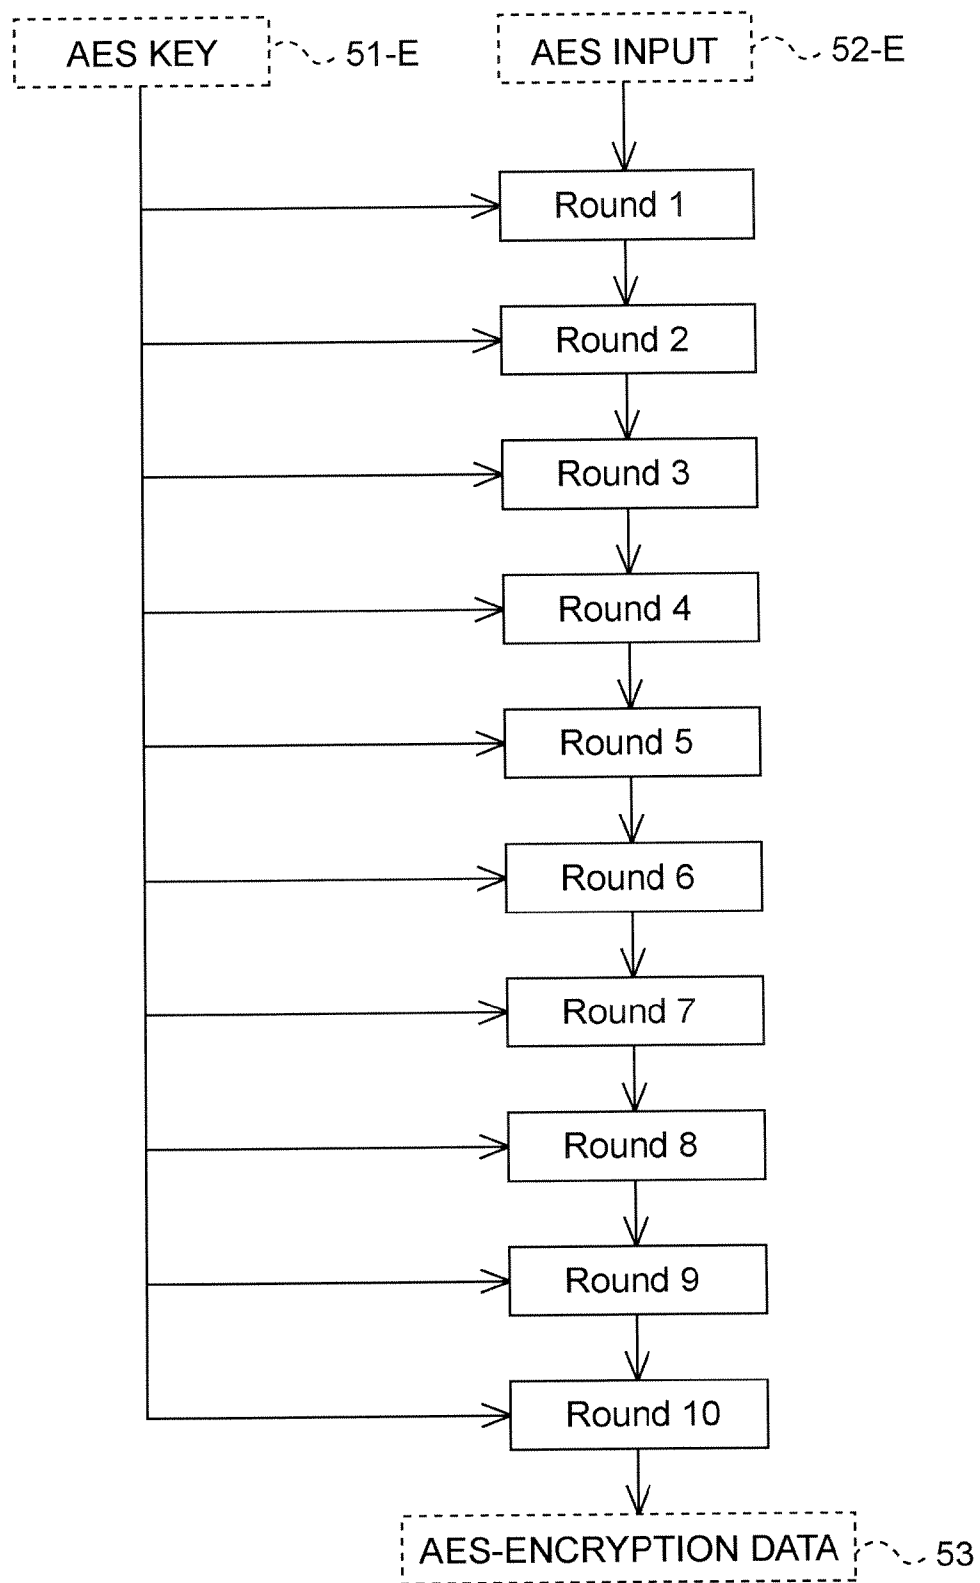 AES KEY 51-E AES INPUT 52-E
Round 1
Round 2
Round 3
Round 4
Round 5
Round 6
Round 7
Round 8
Round 9
Round 10
AES-ENCRYPTION DATA 53